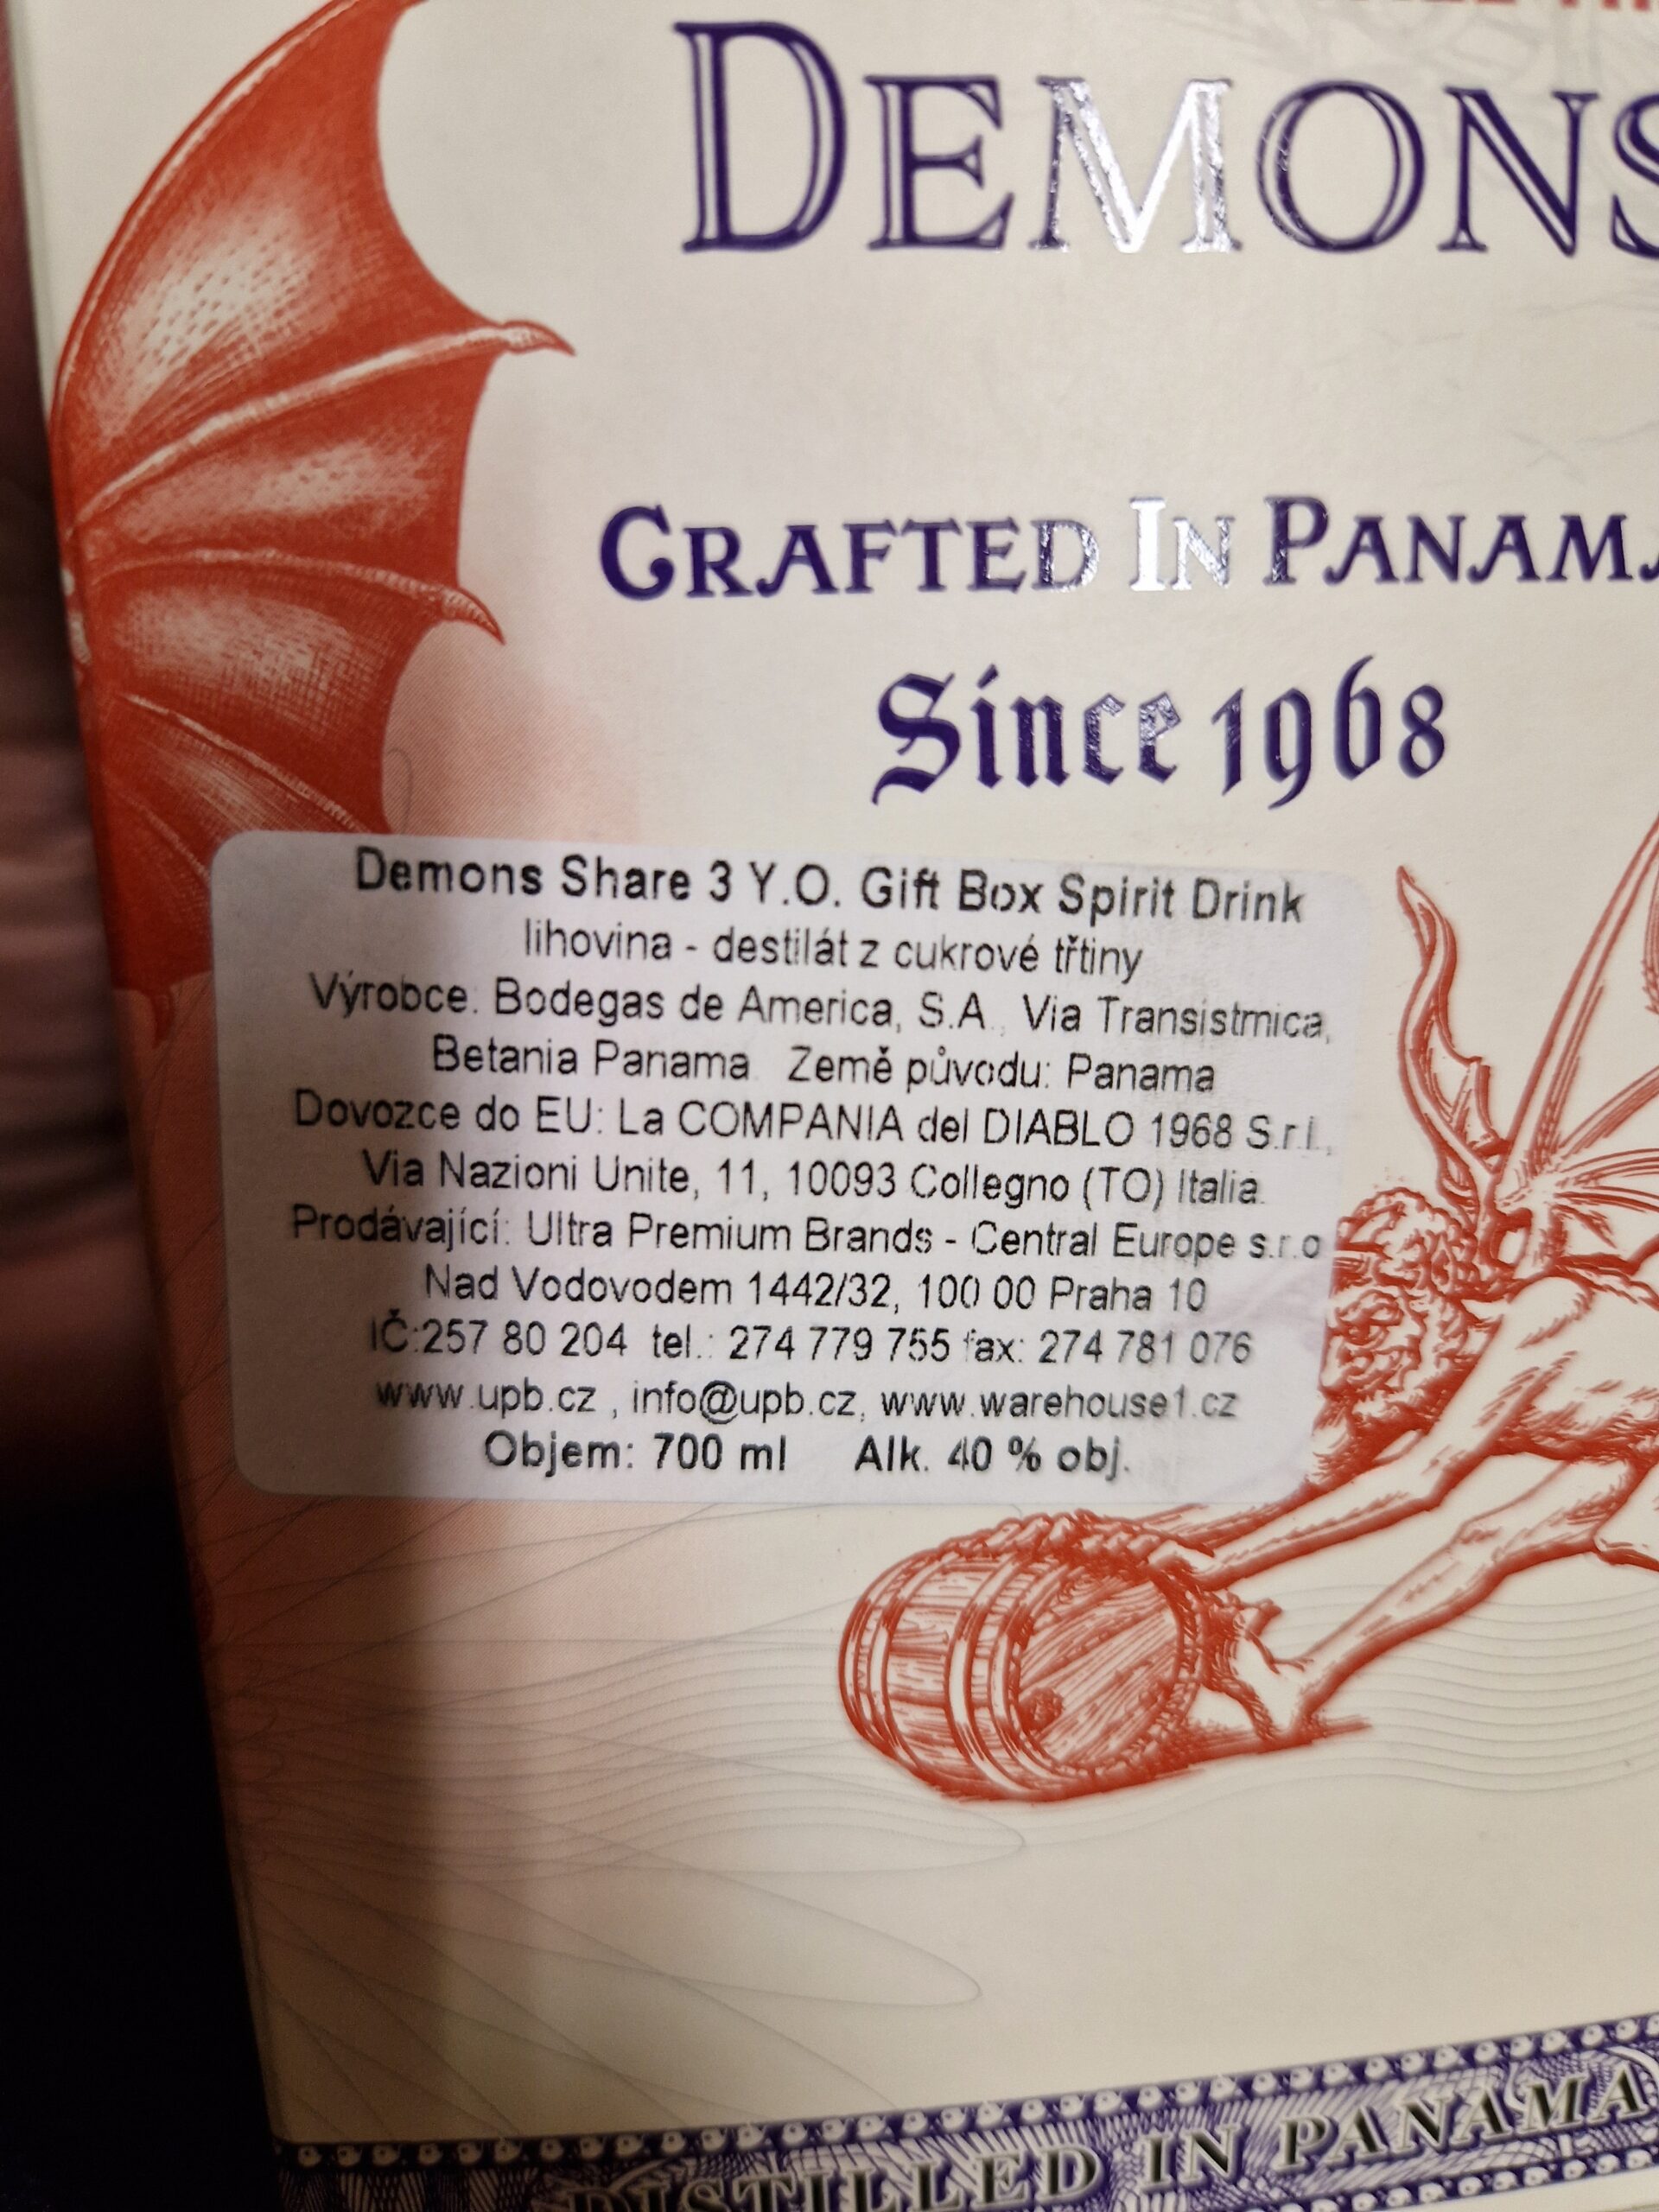 DEMONS
CRAFTED IN PANAMA
Since 1968
Demons Share 3 Y.O. Gift Box Spirit Drink
lihovina - destilát z cukrové třtiny
Výrobce: Bodegas de America, S.A., Via Transistmica,
Betania Panama. Země původu: Panama
Dovozce do EU: La COMPANIA del DIABLO 1968 S.r.l.,
Via Nazioni Unite, 11, 10093 Collegno (TO) Italia.
Prodávající: Ultra Premium Brands - Central Europe s.r.o
Nad Vodovodem 1442/32, 100 00 Praha 10
IČ:257 80 204 tel.: 274 779 755 fax: 274 781 076
www.upb.cz , info@upb.cz, www.warehouse1.cz
Objem: 700 ml Alk. 40 % obj.
DISTILLED IN PANAMA